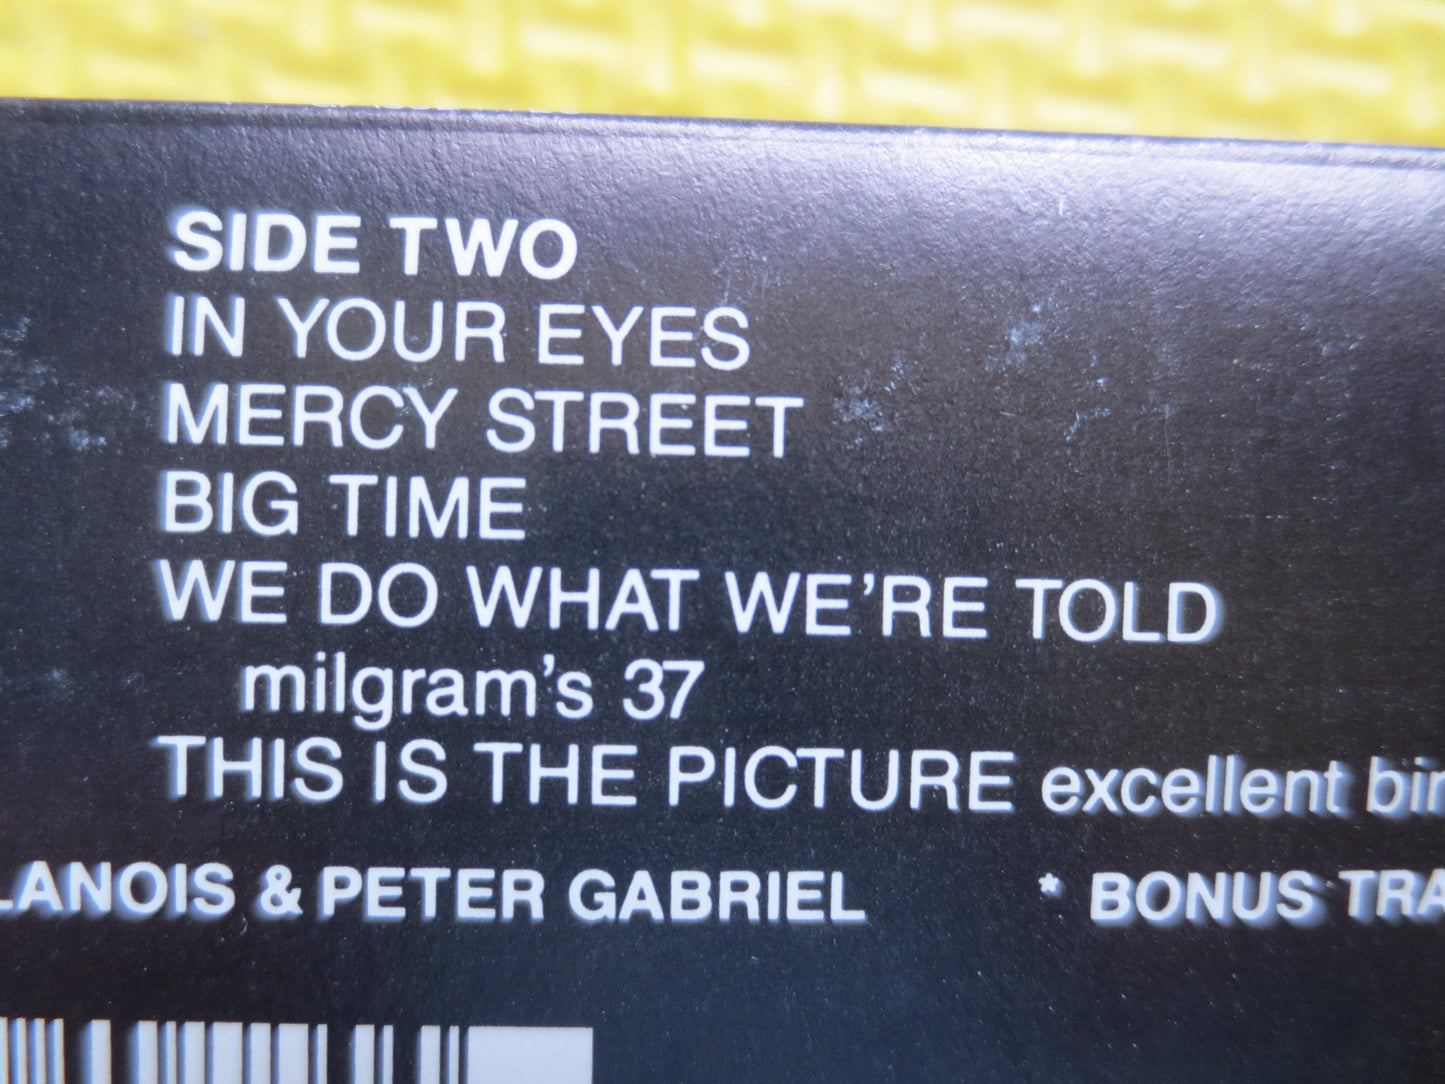 SIDE TWO
IN YOUR EYES
MERCY STREET
BIG TIME
WE DO WHAT WE'RE TOLD
milgram's 37
THIS IS THE PICTURE excellent
LANOIS & PETER GABRIEL * BONUS